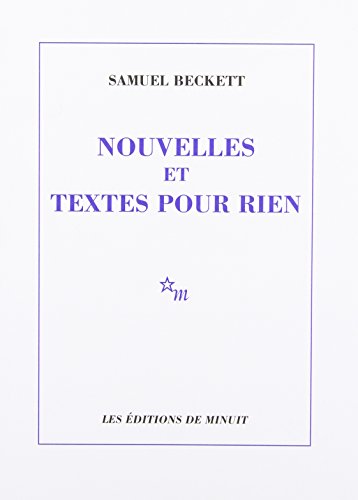 SAMUEL BECKETT
NOUVELLES
ET
TEXTES POUR RIEN
m
LES ÉDITIONS DE MINUIT